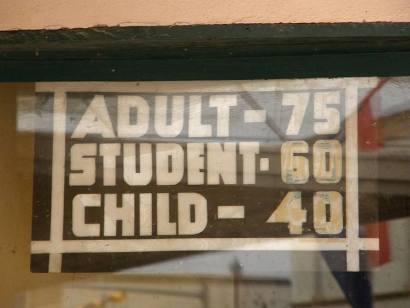 ADULT - 75
STUDENT · 60
CHILD - 40